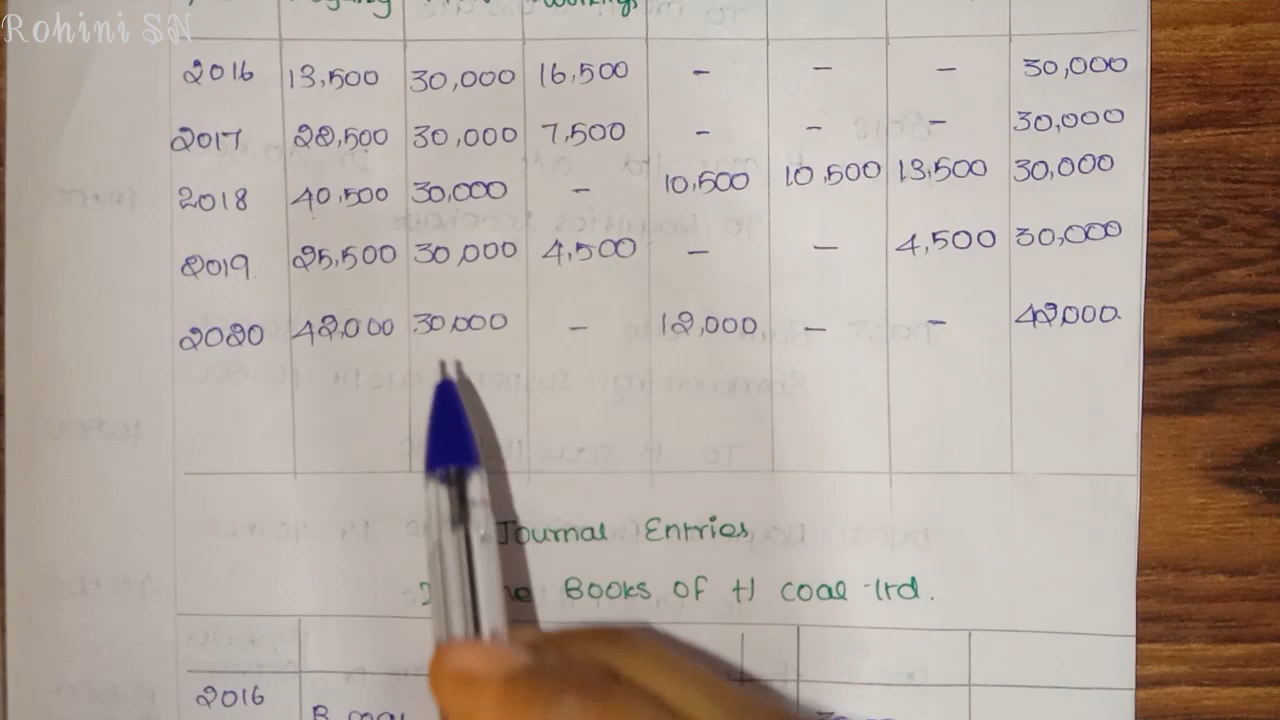 Rohini SN
2016 13,500 30,000 16,500 - - - 30,000
2017 22,500 30,000 7,500 - - - 30,000
2018 40,500 30,000 - 10,500 10,500 13,500 30,000
2019 25,500 30,000 4,500 - - 4,500 30,000
2020 42,000 30,000 - 12,000 - - 42,000
Journal Entries
Books of H coal Ltd.
2016